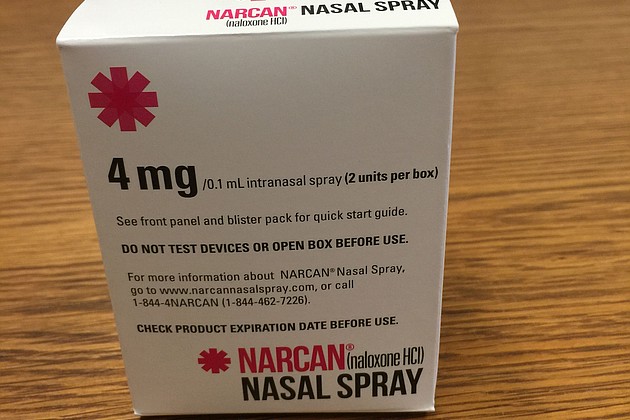 NARCAN® NASAL SPRAY
(naloxone HCl)
4 mg /0.1 mL intranasal spray (2 units per box)
See front panel and blister pack for quick start guide.
DO NOT TEST DEVICES OR OPEN BOX BEFORE USE.
For more information about NARCAN® Nasal Spray,
go to www.narcannasalspray.com, or call
1-844-4NARCAN (1-844-462-7226).
CHECK PRODUCT EXPIRATION DATE BEFORE USE.
NARCAN® (naloxone HCl)
NASAL SPRAY